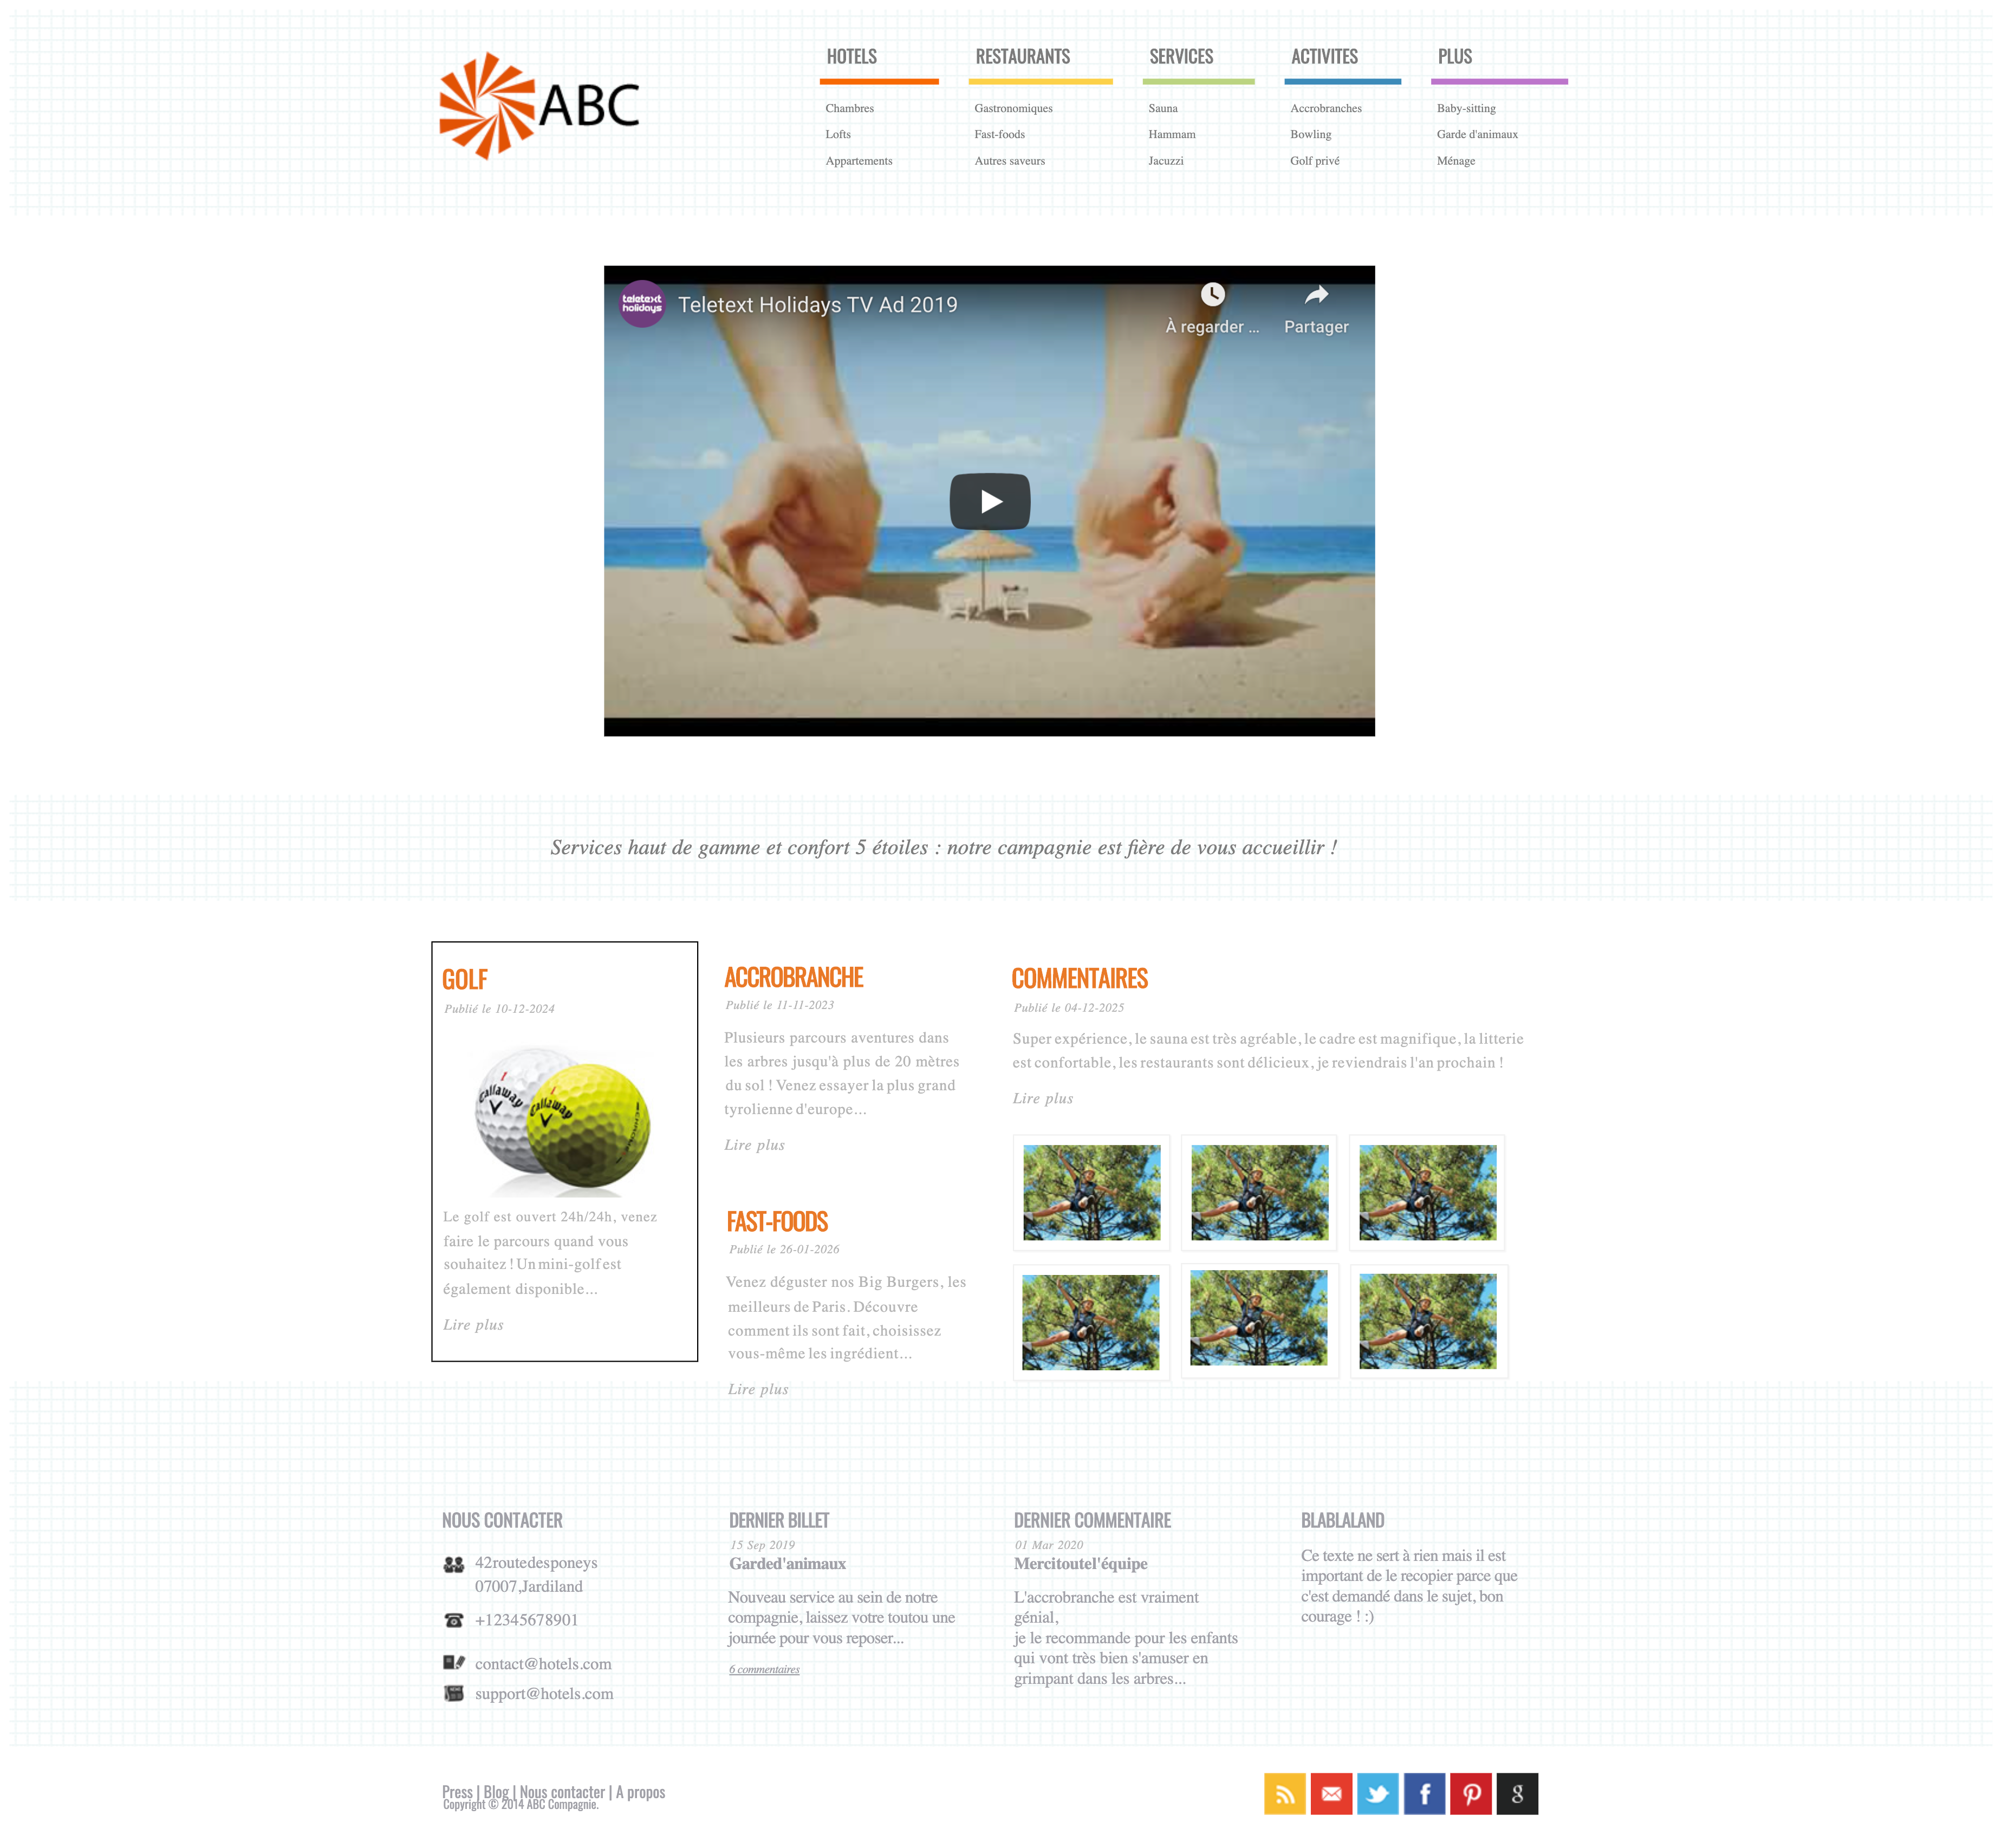 ABC
HOTELS
Chambres
Lofts
Appartements
RESTAURANTS
Gastronomiques
Fast-foods
Autres saveurs
SERVICES
Sauna
Hammam
Jacuzzi
ACTIVITES
Accrobranches
Bowling
Golf privé
PLUS
Baby-sitting
Garde d'animaux
Ménage
teletext
holidays
Teletext Holidays TV Ad 2019
À regarder ...
Partager
Services haut de gamme et confort 5 étoiles : notre campagnie est fière de vous accueillir !
GOLF
Publié le 10-12-2024
Callaway
Callaway
Le golf est ouvert 24h/24h, venez
faire le parcours quand vous
souhaitez ! Un mini-golf est
également disponible...
Lire plus
ACCROBRANCHE
Publié le 11-11-2023
Plusieurs parcours aventures dans
les arbres jusqu'à plus de 20 mètres
du sol ! Venez essayer la plus grand
tyrolienne d'europe...
Lire plus
FAST-FOODS
Publié le 26-01-2026
Venez déguster nos Big Burgers, les
meilleurs de Paris. Découvre
comment ils sont fait, choisissez
vous-même les ingrédient...
Lire plus
COMMENTAIRES
Publié le 04-12-2025
Super expérience, le sauna est très agréable, le cadre est magnifique, la litterie
est confortable, les restaurants sont délicieux, je reviendrais l'an prochain !
Lire plus
NOUS CONTACTER
42routedesponeys
07007,Jardiland
+12345678901
contact@hotels.com
support@hotels.com
DERNIER BILLET
15 Sep 2019
Garded'animaux
Nouveau service au sein de notre
compagnie, laissez votre toutou une
journée pour vous reposer...
6 commentaires
DERNIER COMMENTAIRE
01 Mar 2020
Mercitoutel'équipe
L'accrobranche est vraiment
génial,
je le recommande pour les enfants
qui vont très bien s'amuser en
grimpant dans les arbres...
BLABLALAND
Ce texte ne sert à rien mais il est
important de le recopier parce que
c'est demandé dans le sujet, bon
courage ! :)
Press | Blog | Nous contacter | A propos
Copyright © 2014 ABC Compagnie.